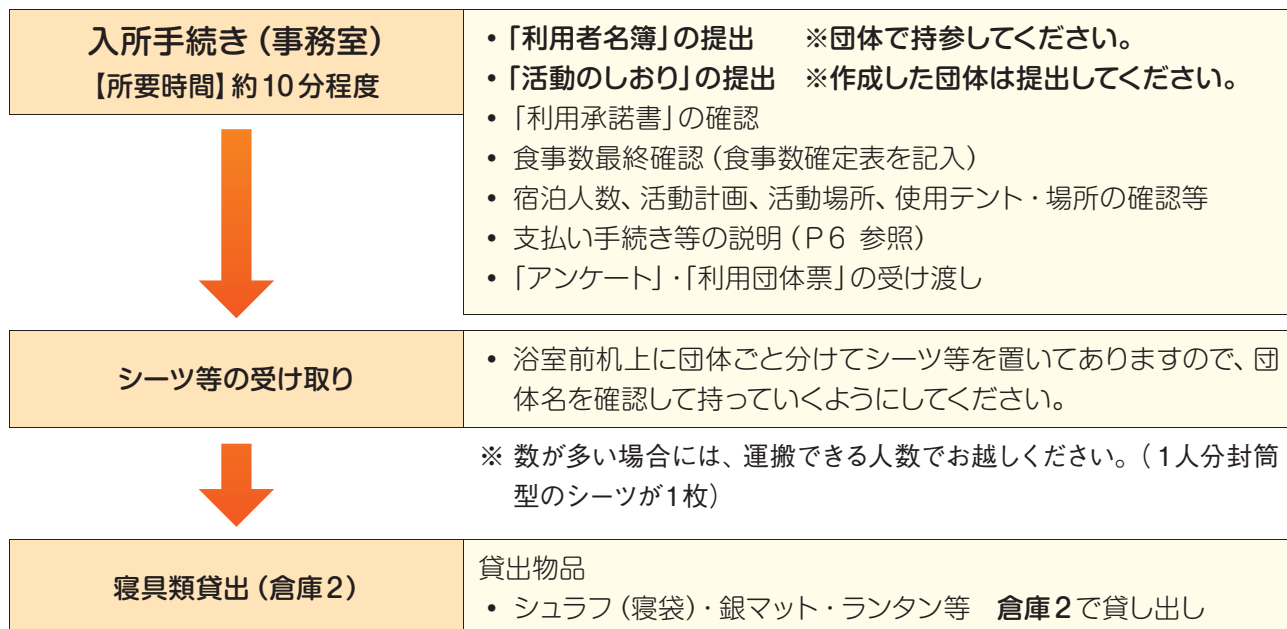 入所手続き（事務室）
【所要時間】約10分程度
• 「利用者名簿」の提出　※団体で持参してください。
• 「活動のしおり」の提出　※作成した団体は提出してください。
• 「利用承諾書」の確認
• 食事数最終確認（食事数確定表を記入）
• 宿泊人数、活動計画、活動場所、使用テント・場所の確認等
• 支払い手続き等の説明（P6 参照）
• 「アンケート」・「利用団体票」の受け渡し
シーツ等の受け取り
• 浴室前机上に団体ごと分けてシーツ等を置いてありますので、団
体名を確認して持っていくようにしてください。
※ 数が多い場合には、運搬できる人数でお越しください。（1人分封筒
型のシーツが1枚）
寝具類貸出（倉庫2）
貸出物品
• シュラフ（寝袋）・銀マット・ランタン等　倉庫2で貸し出し